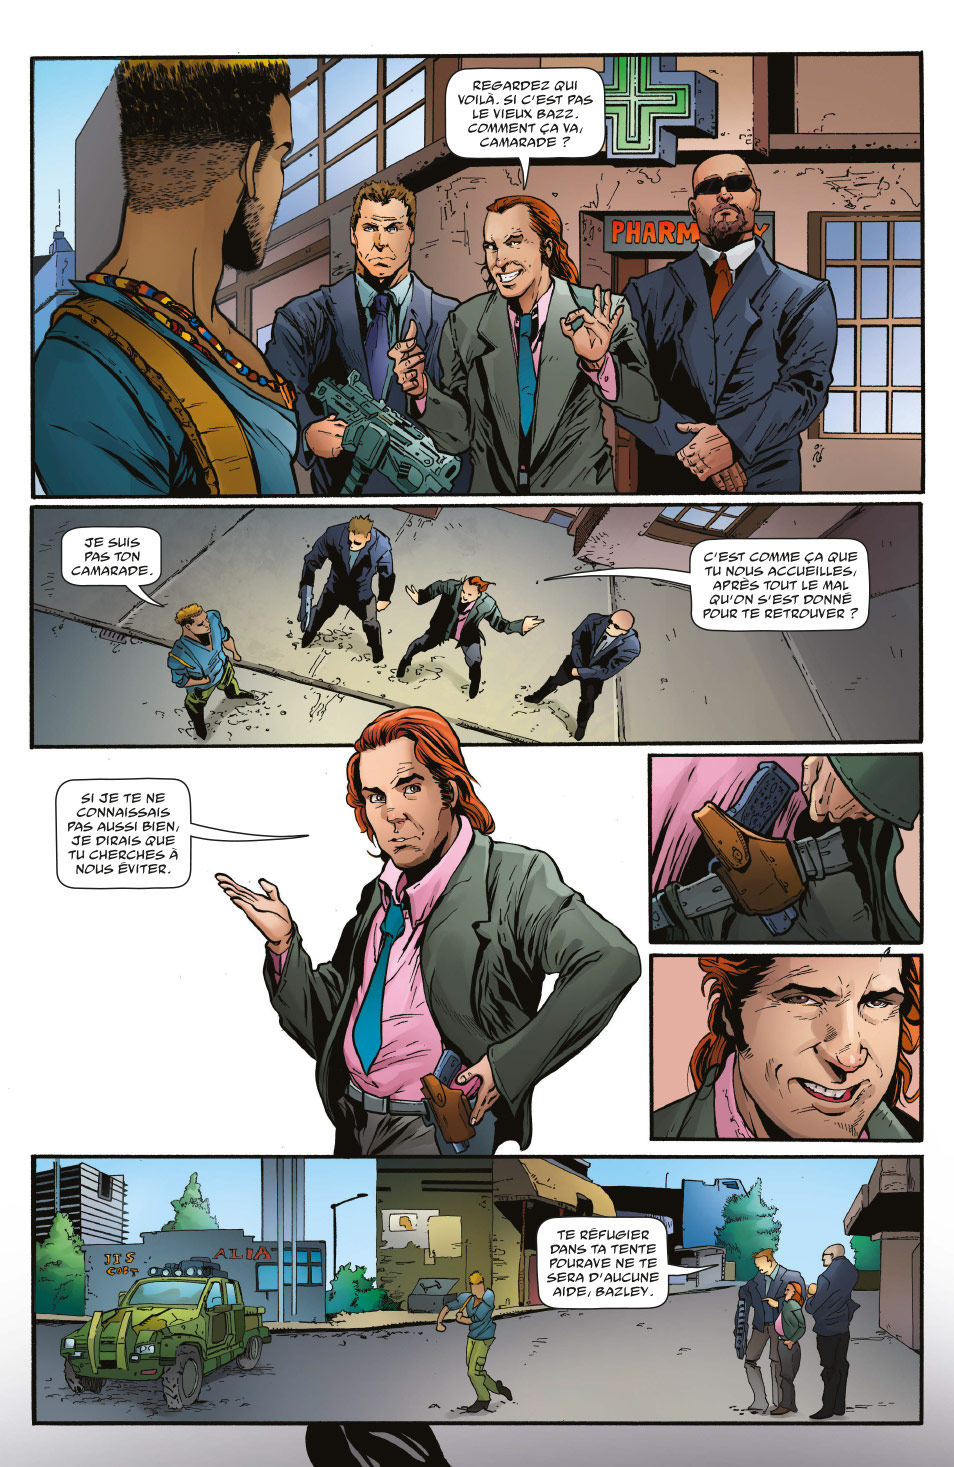 REGARDEZ QUI
VOILÀ. SI C'EST PAS
LE VIEUX BAZZ.
COMMENT ÇA VA,
CAMARADE ?
PHARM Y
JE SUIS
PAS TON
CAMARADE.
C'EST COMME ÇA QUE
TU NOUS ACCUEILLES,
APRÈS TOUT LE MAL
QU'ON S'EST DONNÉ
POUR TE RETROUVER ?
SI JE TE NE
CONNAISSAIS
PAS AUSSI BIEN,
JE DIRAIS QUE
TU CHERCHES À
NOUS ÉVITER.
TE RÉFUGIER
DANS TA TENTE
POURAVE NE TE
SERA D'AUCUNE
AIDE, BAZLEY.